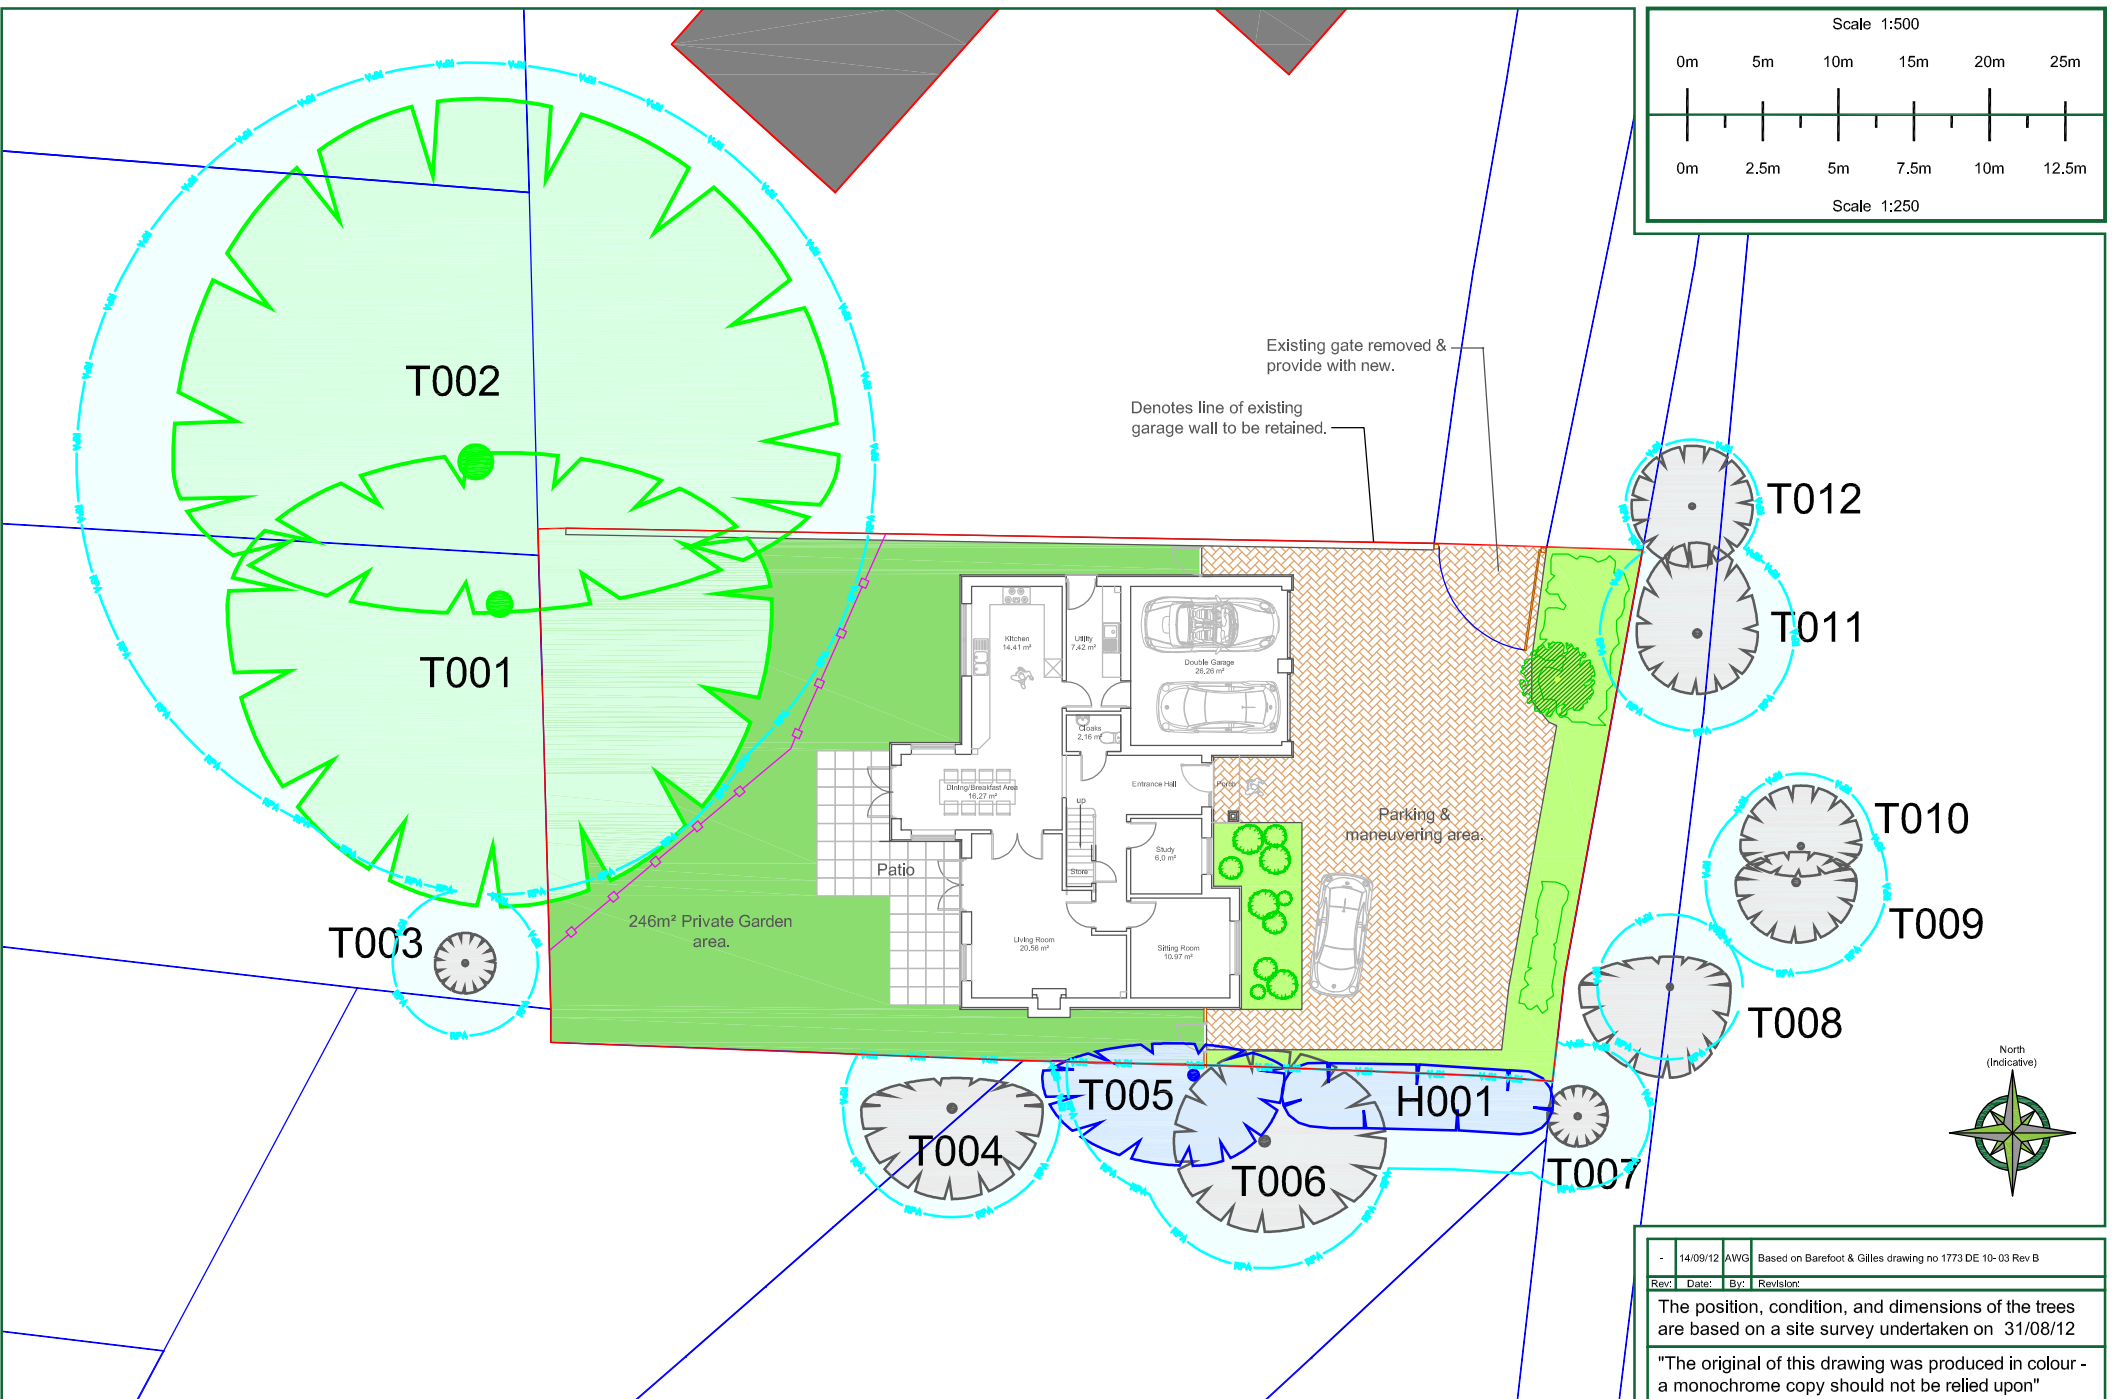 Scale 1:500
0m 5m 10m 15m 20m 25m
0m 2.5m 5m 7.5m 10m 12.5m
Scale 1:250
T002
Existing gate removed &
provide with new.
Denotes line of existing
garage wall to be retained.
T012
T011
T001
Kitchen
14.41 m²
Utility
7.42 m²
Double Garage
28.26 m²
Cloaks
2.16 m²
Dining/Breakfast Area
16.27 m²
Entrance Hall
Porch
up
Parking &
maneuvering area.
T010
Study
6.0 m²
Store
Patio
246m² Private Garden
area.
T009
T003
Living Room
20.56 m²
Sitting Room
10.97 m²
T008
North
(Indicative)
T005
H001
T004
T006
T007
RPA
- 14/09/12 AWG Based on Barefoot & Gilles drawing no 1773 DE 10- 03 Rev B
Rev: Date: By: Revision:
The position, condition, and dimensions of the trees
are based on a site survey undertaken on 31/08/12
"The original of this drawing was produced in colour -
a monochrome copy should not be relied upon"